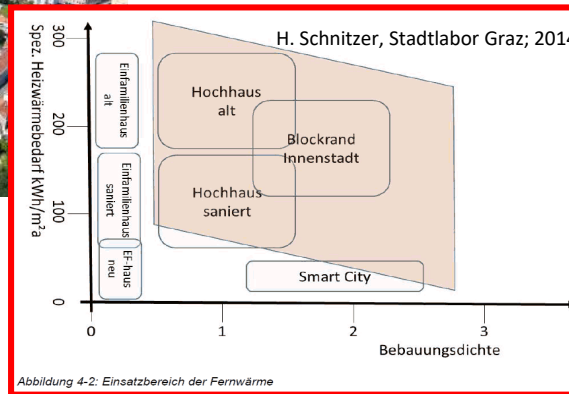 H. Schnitzer, Stadtlabor Graz; 2014
Spez. Heizwärmebedarf kWh/m²a
300
200
100
0
Einfamilienhaus
alt
Einfamilienhaus
saniert
EF-haus
neu
Hochhaus
alt
Blockrand
Innenstadt
Hochhaus
saniert
Smart City
0
1
2
3
Bebauungsdichte
Abbildung 4-2: Einsatzbereich der Fernwärme